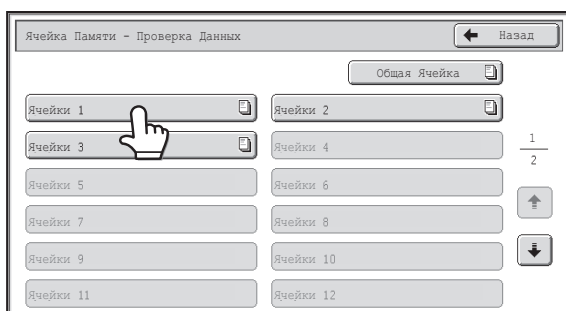 Ячейка Памяти - Проверка Данных
Назад
Общая Ячейка
Ячейки 1
Ячейки 2
Ячейки 3
Ячейки 4
1
2
Ячейки 5
Ячейки 6
Ячейки 7
Ячейки 8
Ячейки 9
Ячейки 10
Ячейки 11
Ячейки 12